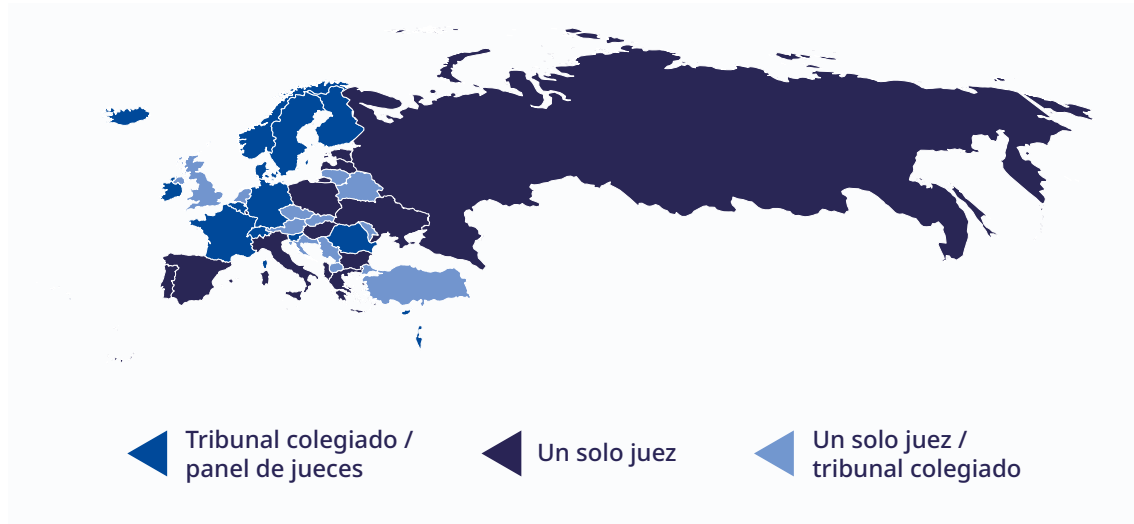 Tribunal colegiado /
panel de jueces
Un solo juez
Un solo juez /
tribunal colegiado